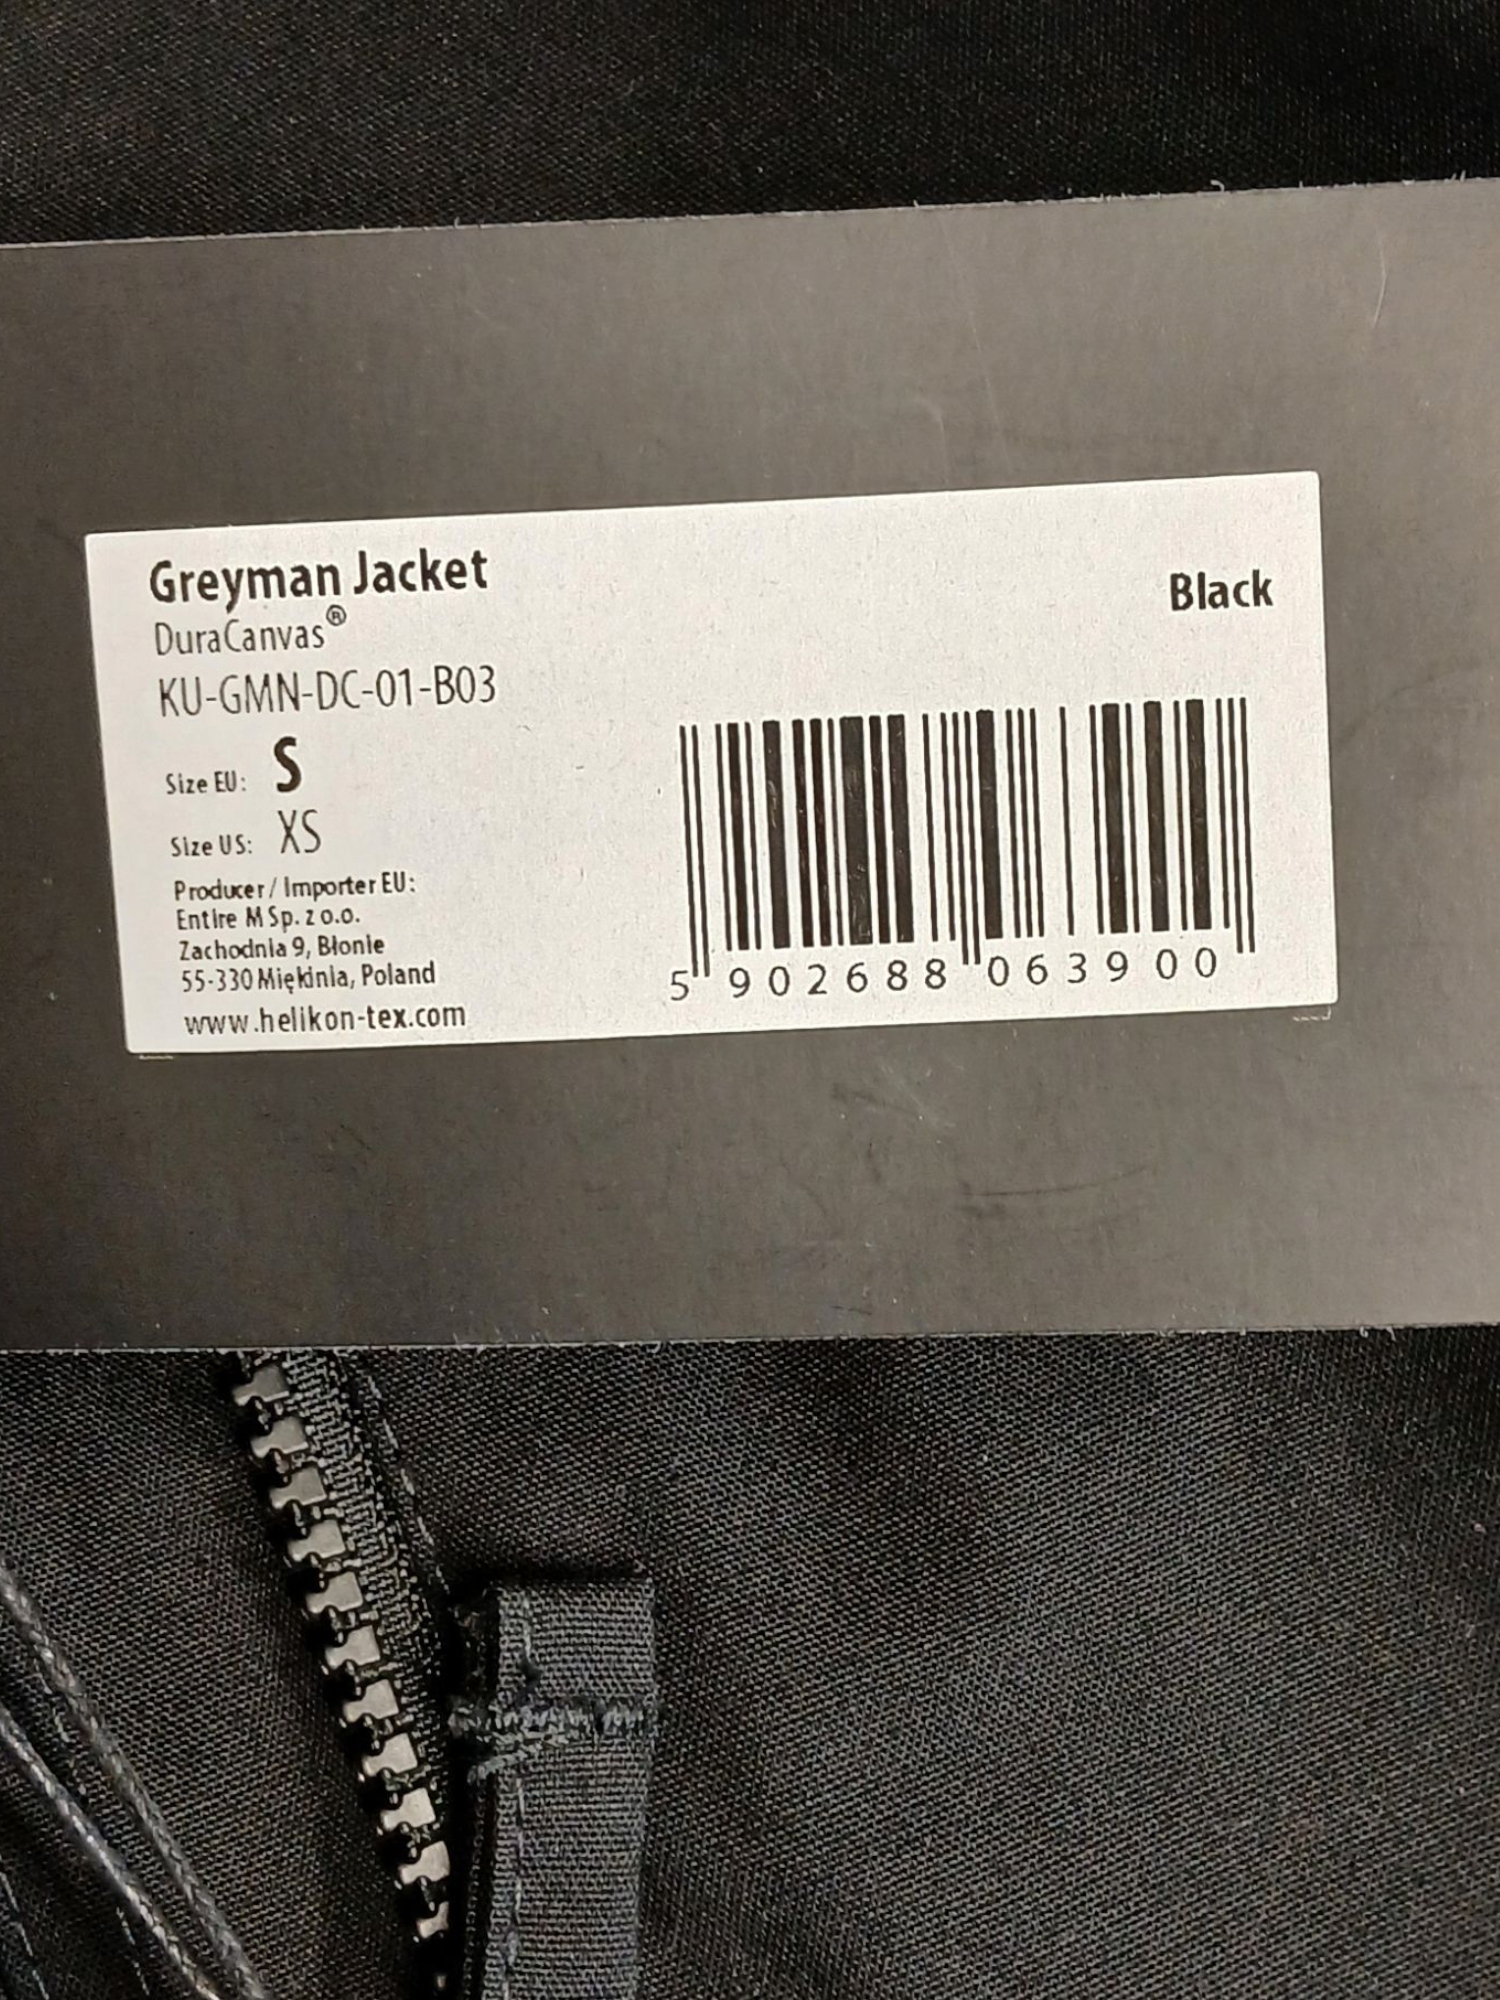 Greyman Jacket
Black
DuraCanvas®
KU-GMN-DC-01-B03
Size EU: S
Size US: XS
Producer / Importer EU:
Entire M Sp. z o.o.
Zachodnia 9, Błonie
55-330 Miękinia, Poland
www.helikon-tex.com
5 902688 063900